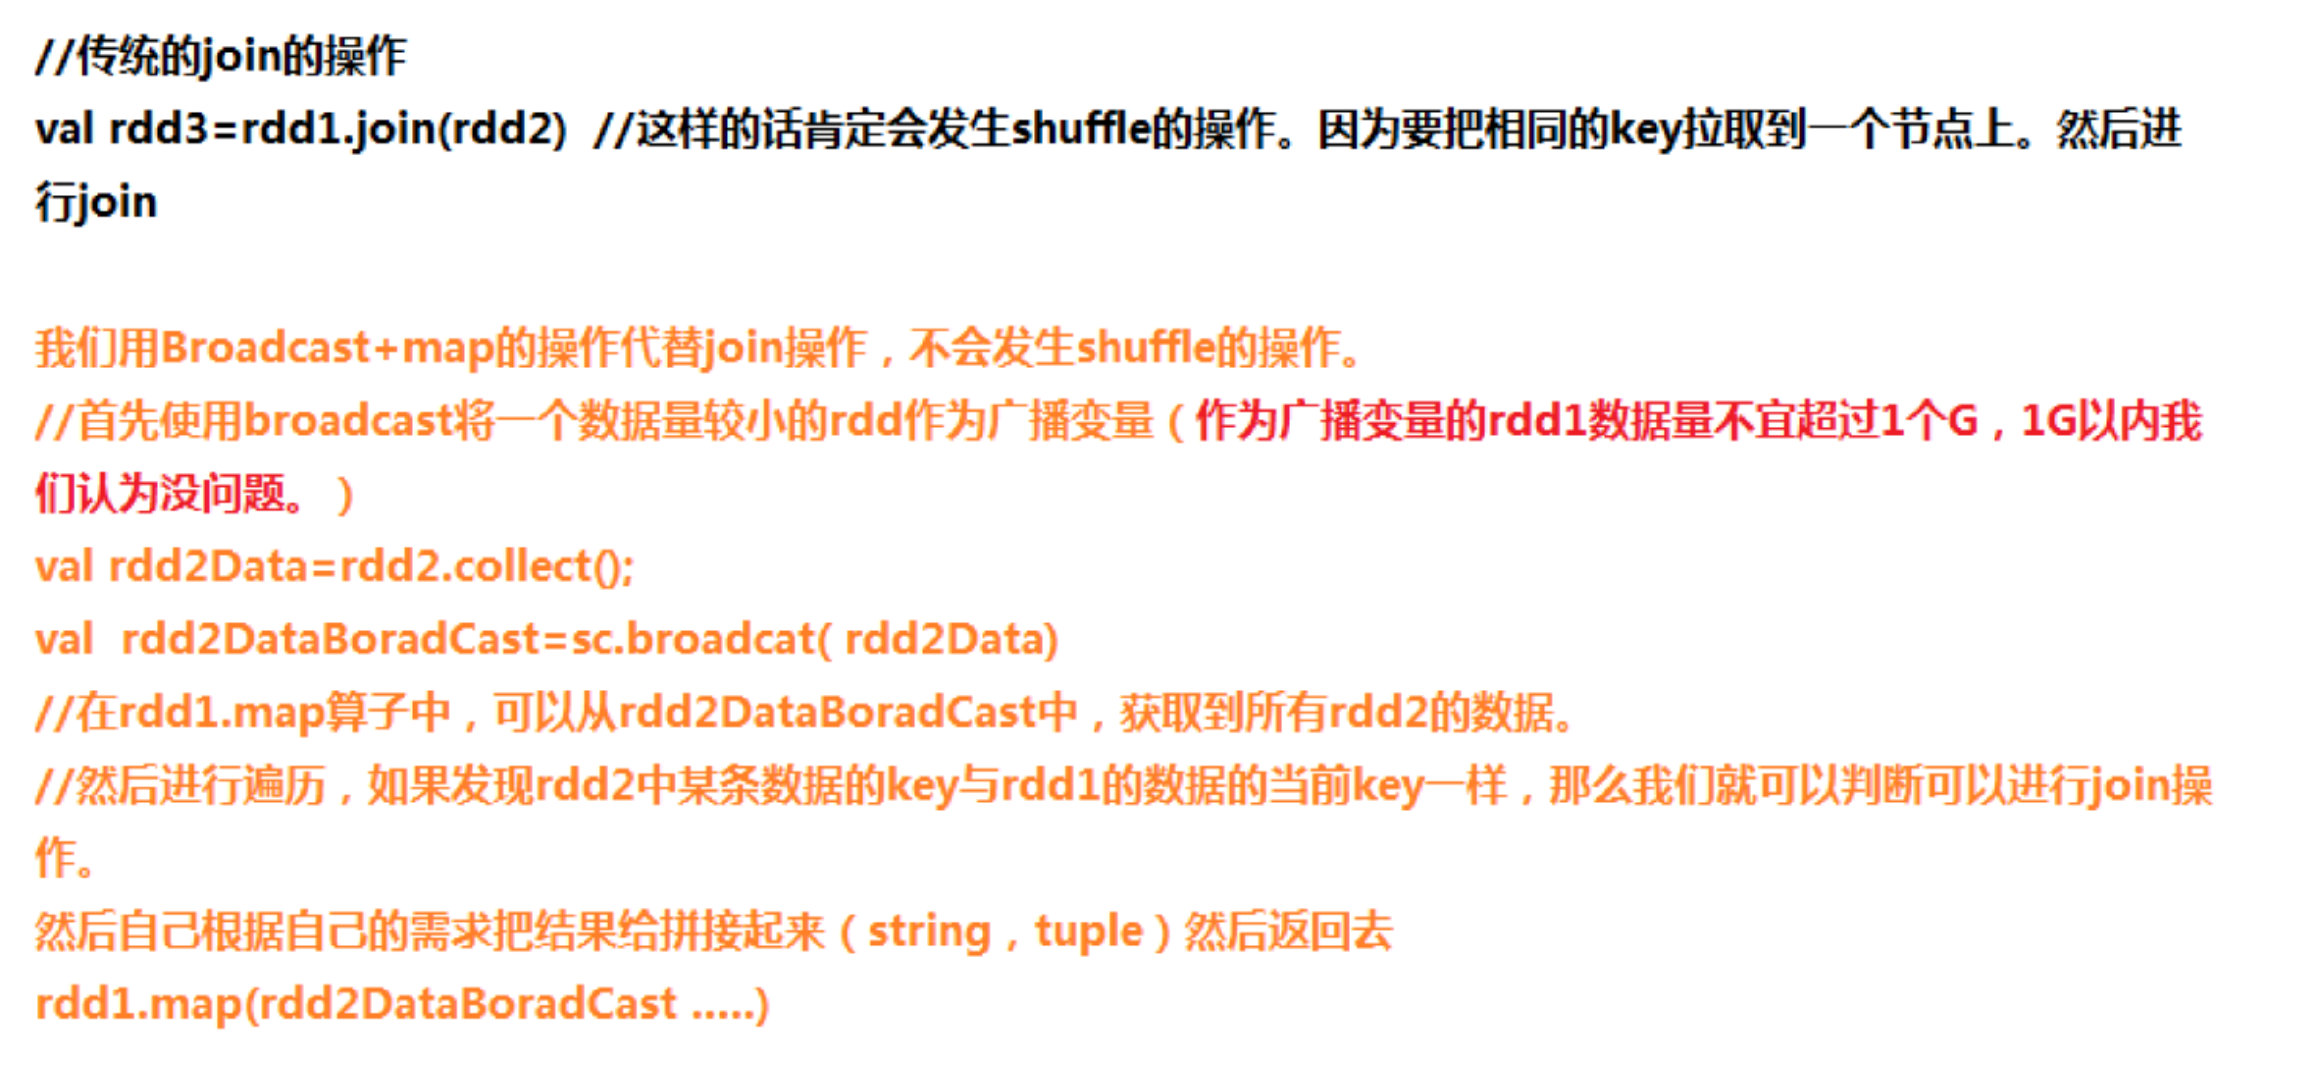 //传统的join的操作
val rdd3=rdd1.join(rdd2)  //这样的话肯定会发生shuffle的操作。因为要把相同的key拉取到一个节点上。然后进
行join
我们用Broadcast+map的操作代替join操作，不会发生shuffle的操作。
//首先使用broadcast将一个数据量较小的rdd作为广播变量（作为广播变量的rdd1数据量不宜超过1个G，1G以内我
们认为没问题。）
val rdd2Data=rdd2.collect();
val  rdd2DataBoradCast=sc.broadcat( rdd2Data)
//在rdd1.map算子中，可以从rdd2DataBoradCast中，获取到所有rdd2的数据。
//然后进行遍历，如果发现rdd2中某条数据的key与rdd1的数据的当前key一样，那么我们就可以判断可以进行join操
作。
然后自己根据自己的需求把结果给拼接起来（string，tuple）然后返回去
rdd1.map(rdd2DataBoradCast .....)